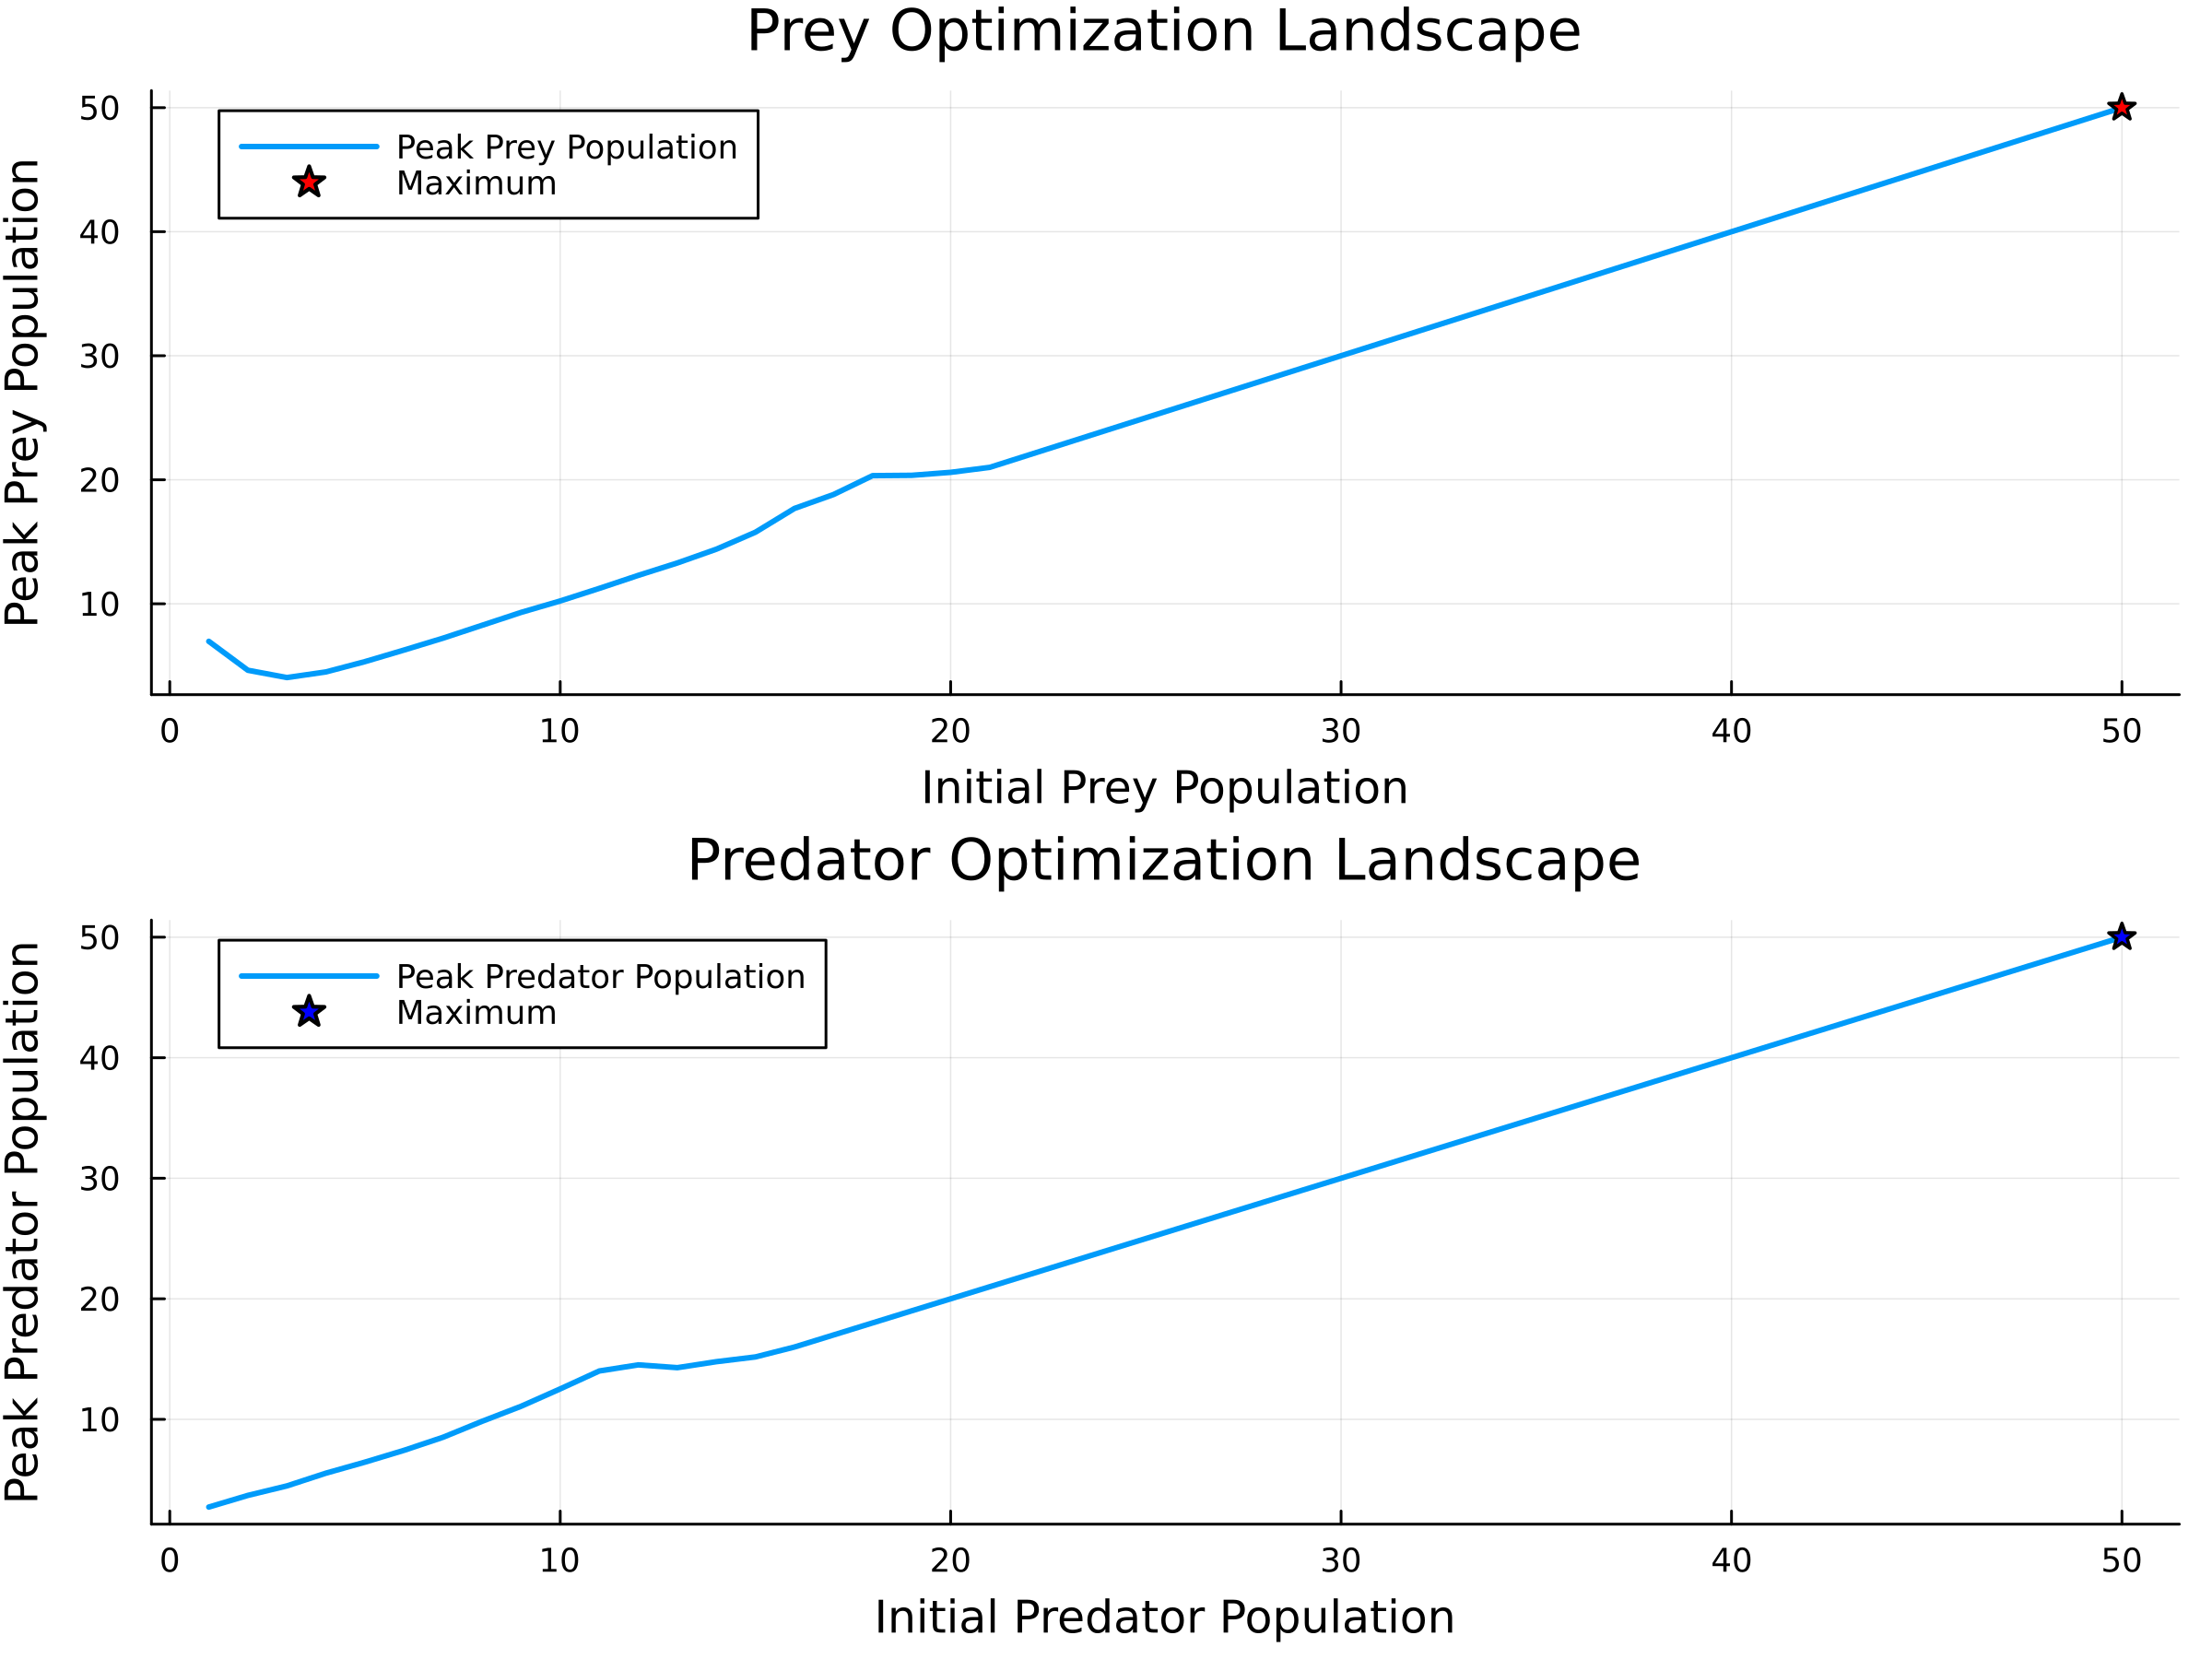 Prey Optimization Landscape
Peak Prey Population
50
40
30
20
10
Peak Prey Population
Maximum
0 10 20 30 40 50
Initial Prey Population
Predator Optimization Landscape
Peak Predator Population
50
40
30
20
10
Peak Predator Population
Maximum
0 10 20 30 40 50
Initial Predator Population